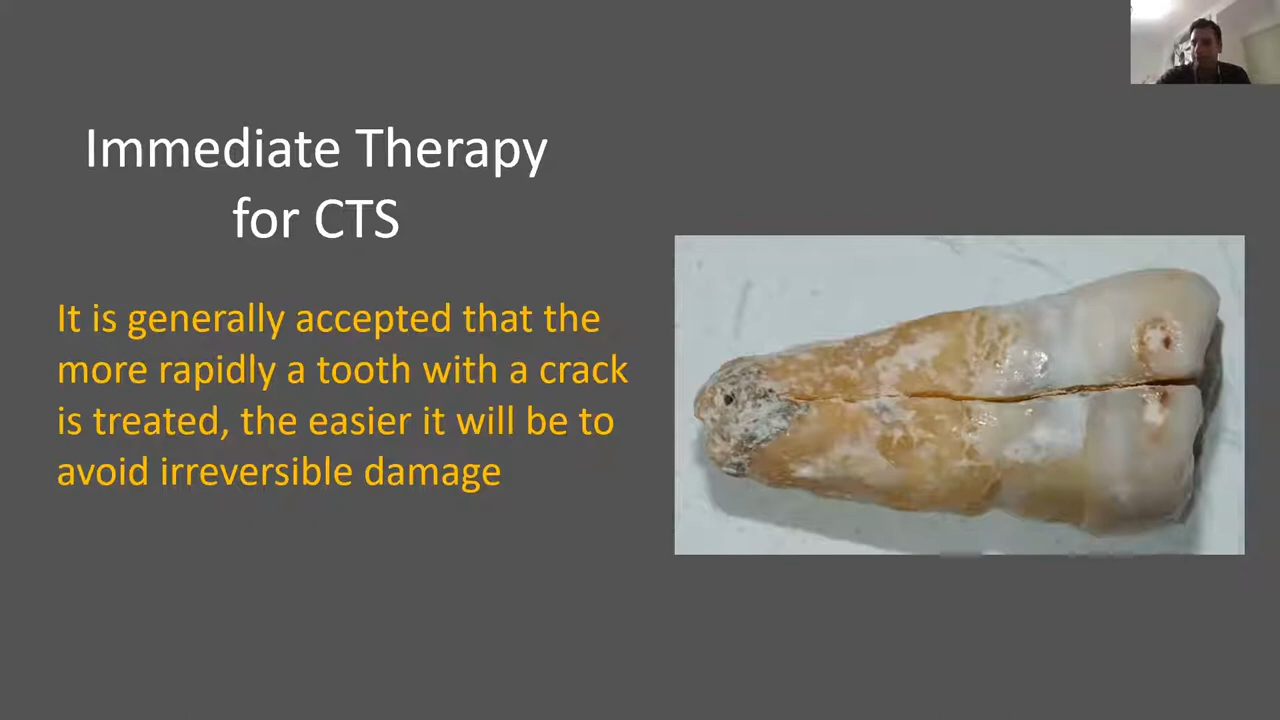 Immediate Therapy
for CTS
It is generally accepted that the
more rapidly a tooth with a crack
is treated, the easier it will be to
avoid irreversible damage